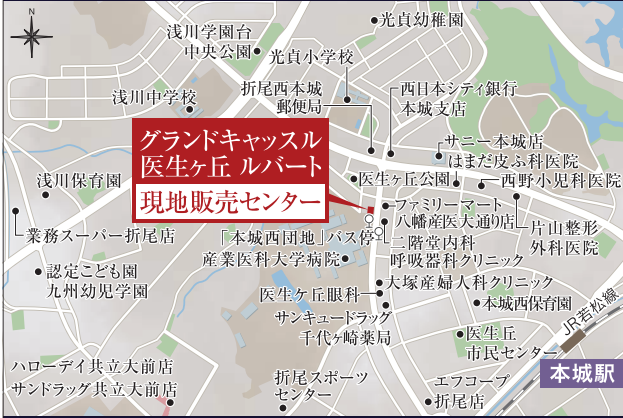 N
光貞幼稚園
浅川学園台
中央公園
光貞小学校
折尾西本城
郵便局
西日本シティ銀行
本城支店
浅川中学校
サニー本城店
はまだ皮ふ科医院
グランドキャッスル
医生ヶ丘 ルバート
現地販売センター
医生ヶ丘公園
西野小児科医院
浅川保育園
ファミリーマート
八幡産医大通り店
片山整形
外科医院
業務スーパー折尾店
「本城西団地」バス停
二階堂内科
呼吸器科クリニック
産業医科大学病院
認定こども園
九州幼児学園
大塚産婦人科クリニック
医生ケ丘眼科
本城西保育園
サンキュードラッグ
千代ヶ崎薬局
JR若松線
医生丘
市民センター
本城駅
ハローデイ共立大前店
サンドラッグ共立大前店
折尾スポーツ
センター
エフコープ
折尾店